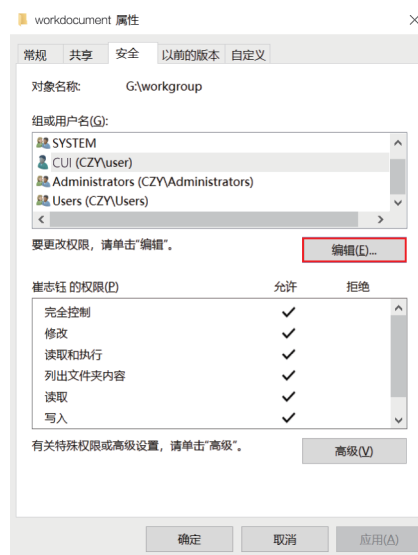 workdocument 属性
常规 共享 安全 以前的版本 自定义
对象名称: G:\workgroup
组或用户名(G):
SYSTEM
CUI (CZY\user)
Administrators (CZY\Administrators)
Users (CZY\Users)
要更改权限，请单击"编辑"。
编辑(E)...
崔志钰 的权限(P) 允许 拒绝
完全控制
修改
读取和执行
列出文件夹内容
读取
写入
有关特殊权限或高级设置，请单击"高级"。
高级(V)
确定 取消 应用(A)